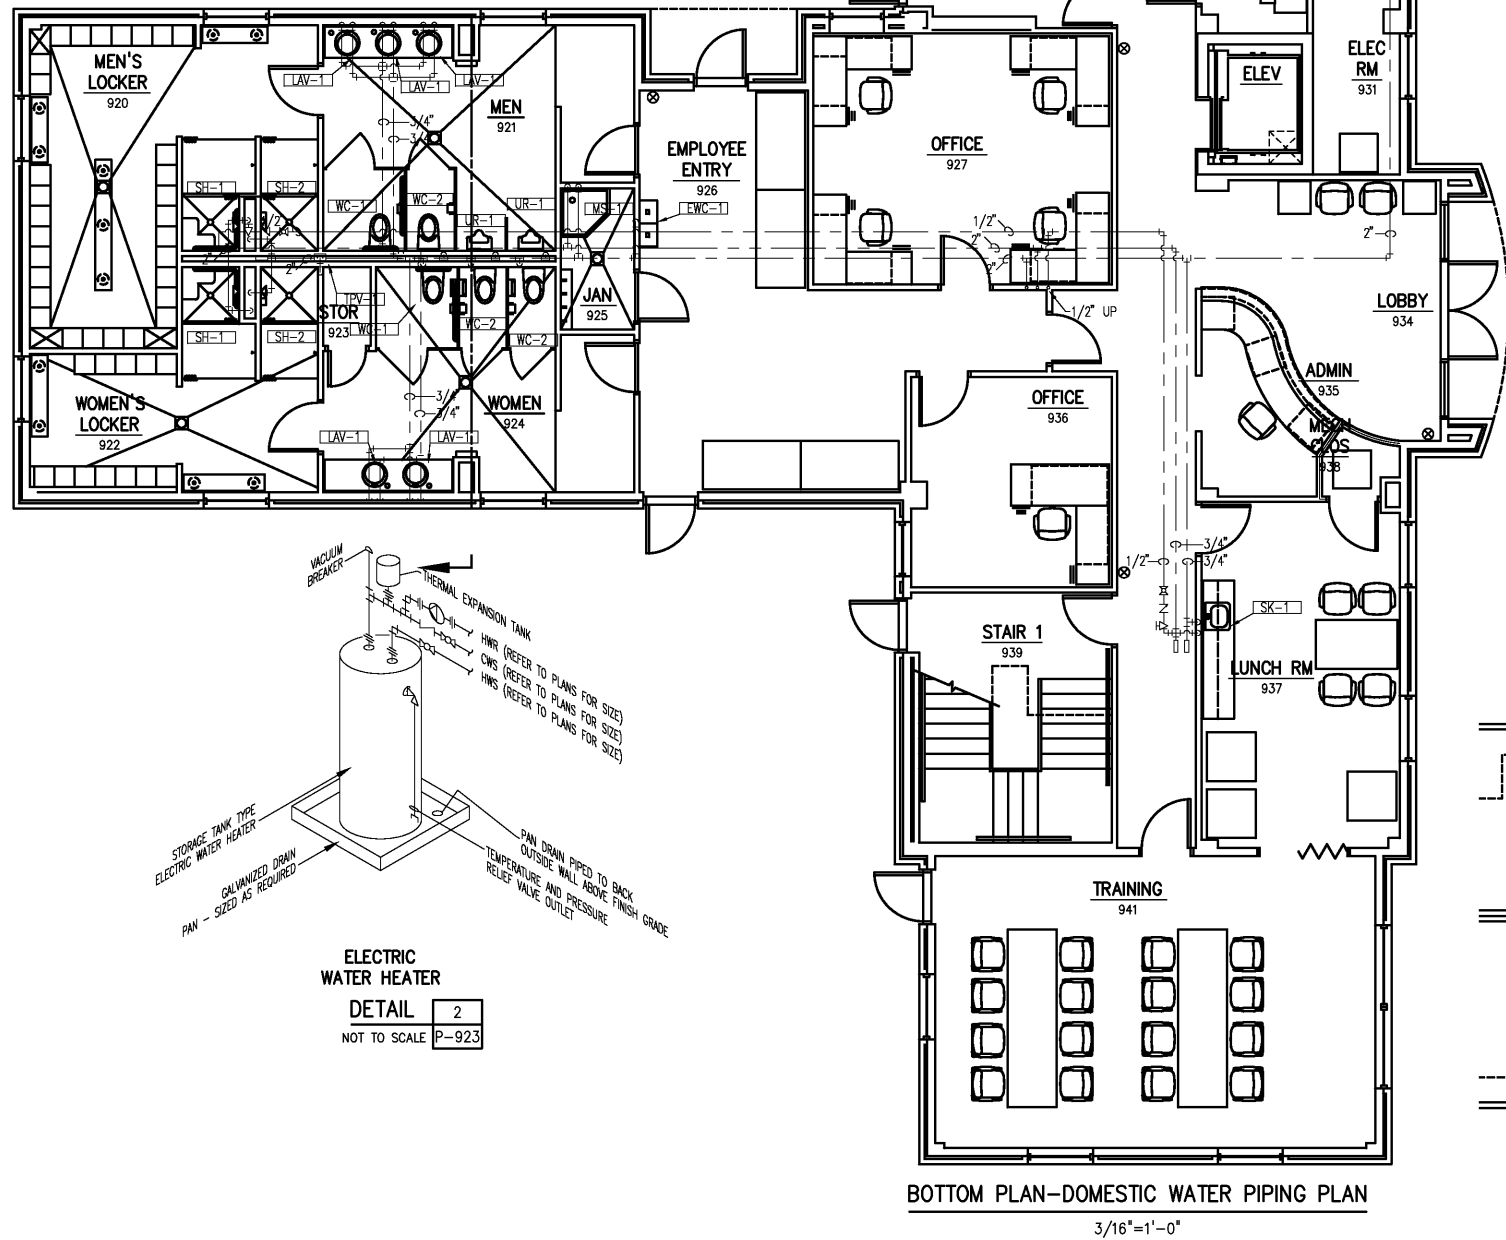 MEN'S
LOCKER
920
LAV-1
LAV-1
LAV-1
3/4"
MEN
921
SH-1
SH-2
WC-1
WC-2
UR-1
UR-1
MS-1
EWC-1
EMPLOYEE
ENTRY
926
OFFICE
927
ELEV
ELEC
RM
931
1/2"
2"
2"
2"
2"
2"
TPV-1
STOR
923
WC-1
WC-2
WC-2
JAN
925
SH-1
SH-2
1/2" UP
LOBBY
934
ADMIN
935
938
WOMEN'S
LOCKER
922
LAV-1
LAV-1
3/4"
3/4"
WOMEN
924
OFFICE
936
1/2"
3/4"
3/4"
SK-1
STAIR 1
939
LUNCH RM
937
VACUUM
BREAKER
THERMAL EXPANSION TANK
HWR (REFER TO PLANS FOR SIZE)
CWS (REFER TO PLANS FOR SIZE)
HWS (REFER TO PLANS FOR SIZE)
STORAGE TANK TYPE
ELECTRIC WATER HEATER
GALVANIZED DRAIN
PAN - SIZED AS REQUIRED
PAN DRAIN PIPED TO BACK
OUTSIDE WALL ABOVE FINISH GRADE
TEMPERATURE AND PRESSURE
RELIEF VALVE OUTLET
ELECTRIC
WATER HEATER
DETAIL 2
NOT TO SCALE P-923
TRAINING
941
BOTTOM PLAN-DOMESTIC WATER PIPING PLAN
3/16"=1'-0"